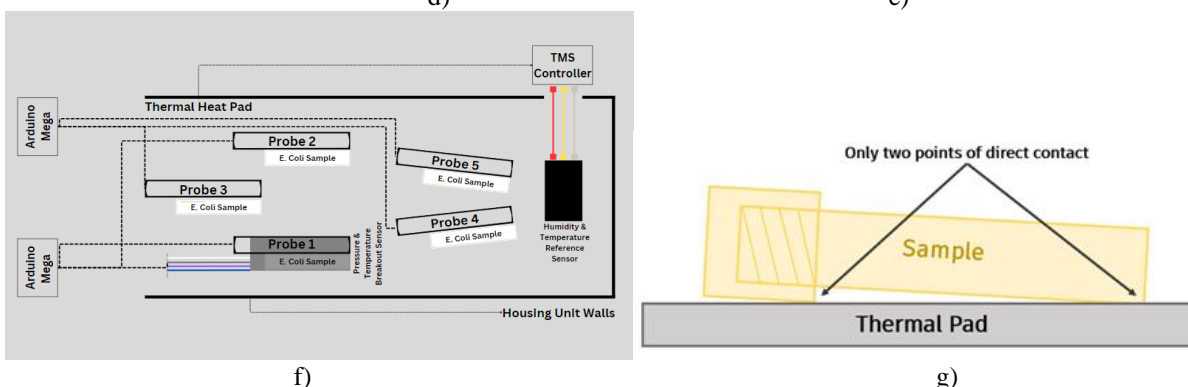 d)
e)
TMS
Controller
Thermal Heat Pad
Arduino
Mega
Probe 2
E. Coli Sample
Probe 5
E. Coli Sample
Probe 3
E. Coli Sample
Probe 4
E. Coli Sample
Humidity &
Temperature
Reference
Sensor
Probe 1
E. Coli Sample
Pressure &
Temperature
Breakout Sensor
Arduino
Mega
Housing Unit Walls
f)
Only two points of direct contact
Sample
Thermal Pad
g)